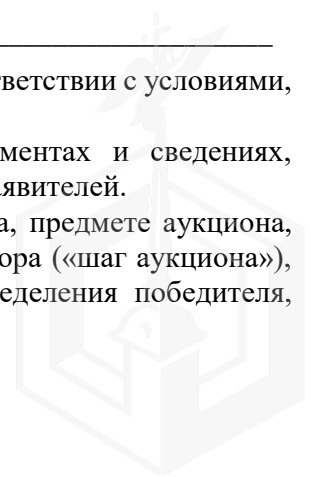 ответствии с условиями,
ментах и сведениях,
явителей.
а, предмете аукциона,
ора («шаг аукциона»),
еделения победителя,